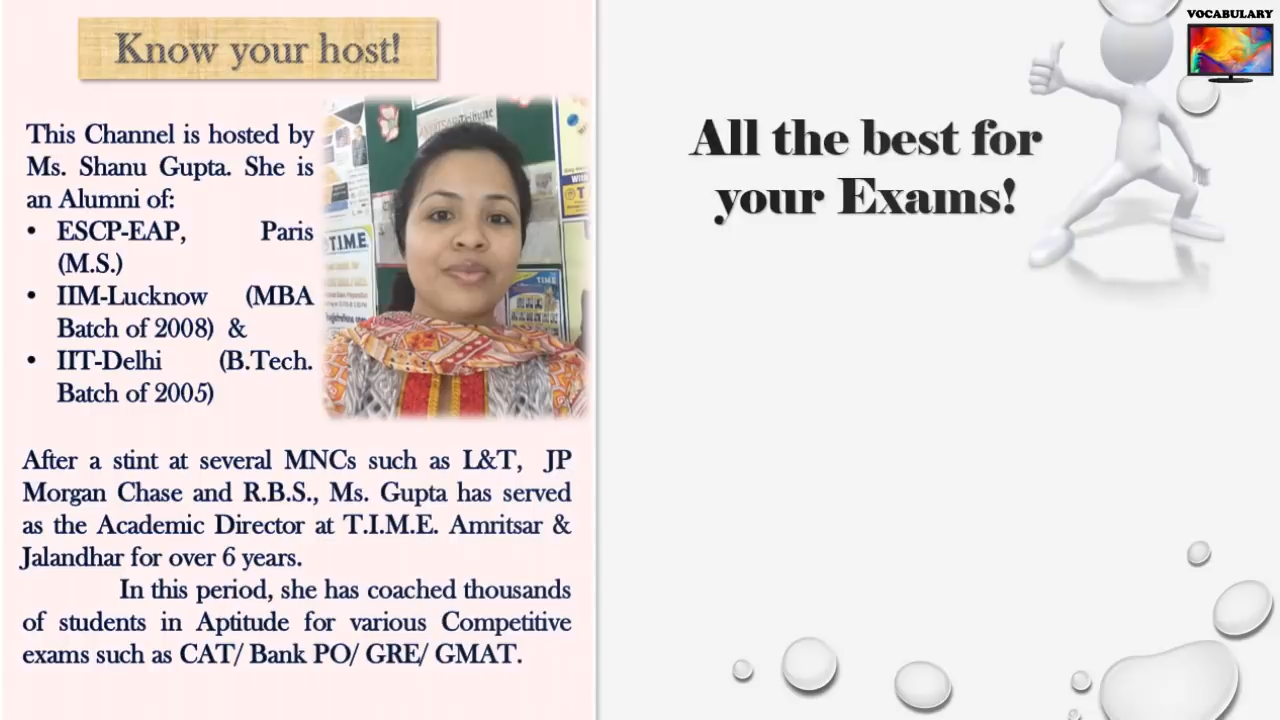 Know your host!
This Channel is hosted by
Ms. Shanu Gupta. She is
an Alumni of:
• ESCP-EAP, Paris
(M.S.)
• IIM-Lucknow (MBA
Batch of 2008) &
• IIT-Delhi (B.Tech.
Batch of 2005)
After a stint at several MNCs such as L&T, JP
Morgan Chase and R.B.S., Ms. Gupta has served
as the Academic Director at T.I.M.E. Amritsar &
Jalandhar for over 6 years.
In this period, she has coached thousands
of students in Aptitude for various Competitive
exams such as CAT/ Bank PO/ GRE/ GMAT.
T.I.M.E.
TIME
All the best for
your Exams!
VOCABULARY